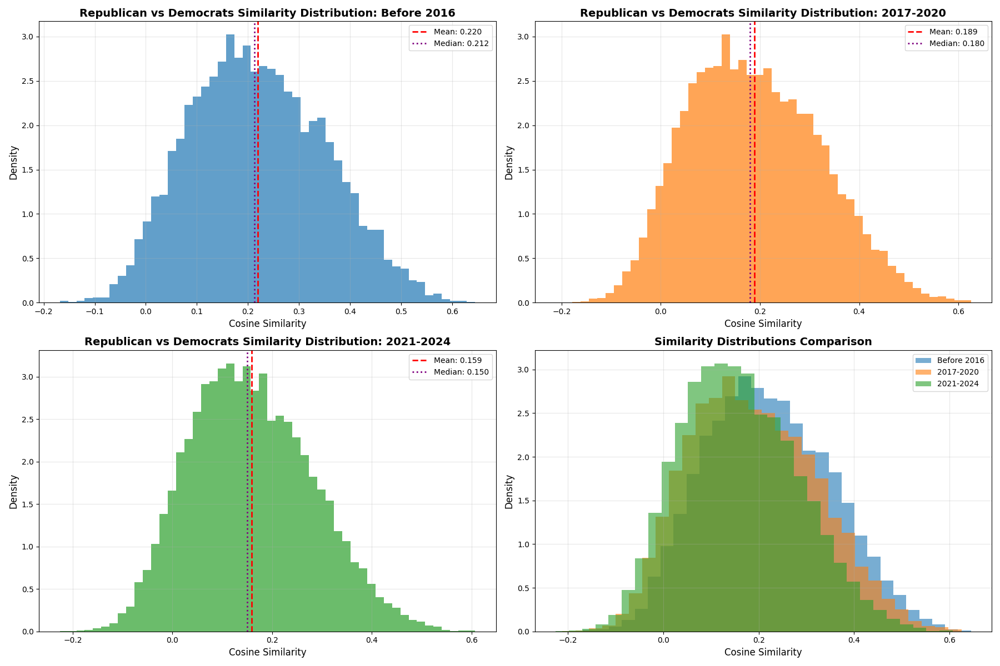 Republican vs Democrats Similarity Distribution: Before 2016
Mean: 0.220
Median: 0.212
3.0
2.5
2.0
1.5
1.0
0.5
0.0
Density
−0.2 −0.1 0.0 0.1 0.2 0.3 0.4 0.5 0.6
Cosine Similarity
Republican vs Democrats Similarity Distribution: 2017-2020
Mean: 0.189
Median: 0.180
3.0
2.5
2.0
1.5
1.0
0.5
0.0
Density
−0.2 0.0 0.2 0.4 0.6
Cosine Similarity
Republican vs Democrats Similarity Distribution: 2021-2024
Mean: 0.159
Median: 0.150
3.0
2.5
2.0
1.5
1.0
0.5
0.0
Density
−0.2 0.0 0.2 0.4 0.6
Cosine Similarity
Similarity Distributions Comparison
Before 2016
2017-2020
2021-2024
3.0
2.5
2.0
1.5
1.0
0.5
0.0
Density
−0.2 0.0 0.2 0.4 0.6
Cosine Similarity